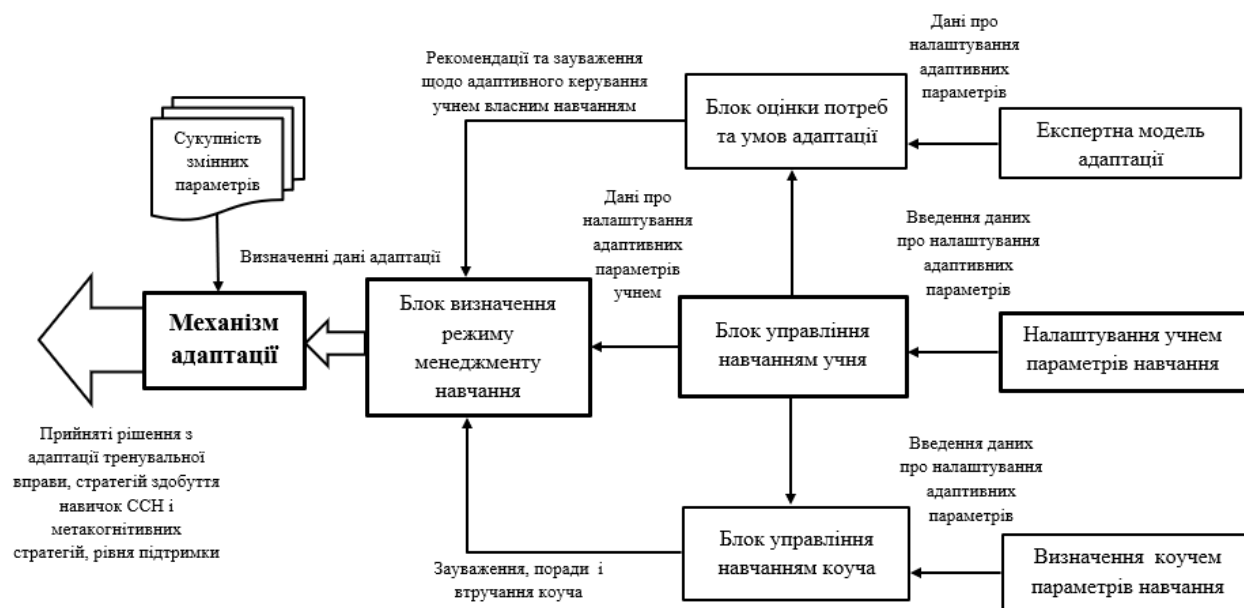 Дані про
налаштування
адаптивних
параметрів
Рекомендації та зауваження
щодо адаптивного керування
учнем власним навчанням
Блок оцінки потреб
та умов адаптації
Експертна модель
адаптації
Сукупність
змінних
параметрів
Дані про
налаштування
адаптивних
параметрів
учнем
Введення даних
про налаштування
адаптивних
параметрів
Визначенні дані адаптації
Механізм
адаптації
Блок визначення
режиму
менеджменту
навчання
Блок управління
навчанням учня
Налаштування учнем
параметрів навчання
Прийняті рішення з
адаптації тренувальної
вправи, стратегій здобуття
навичок ССН і
метакогнітивних
стратегій, рівня підтримки
Введення даних
про налаштування
адаптивних
параметрів
Блок управління
навчанням коуча
Визначення коучем
параметрів навчання
Зауваження, поради і
втручання коуча